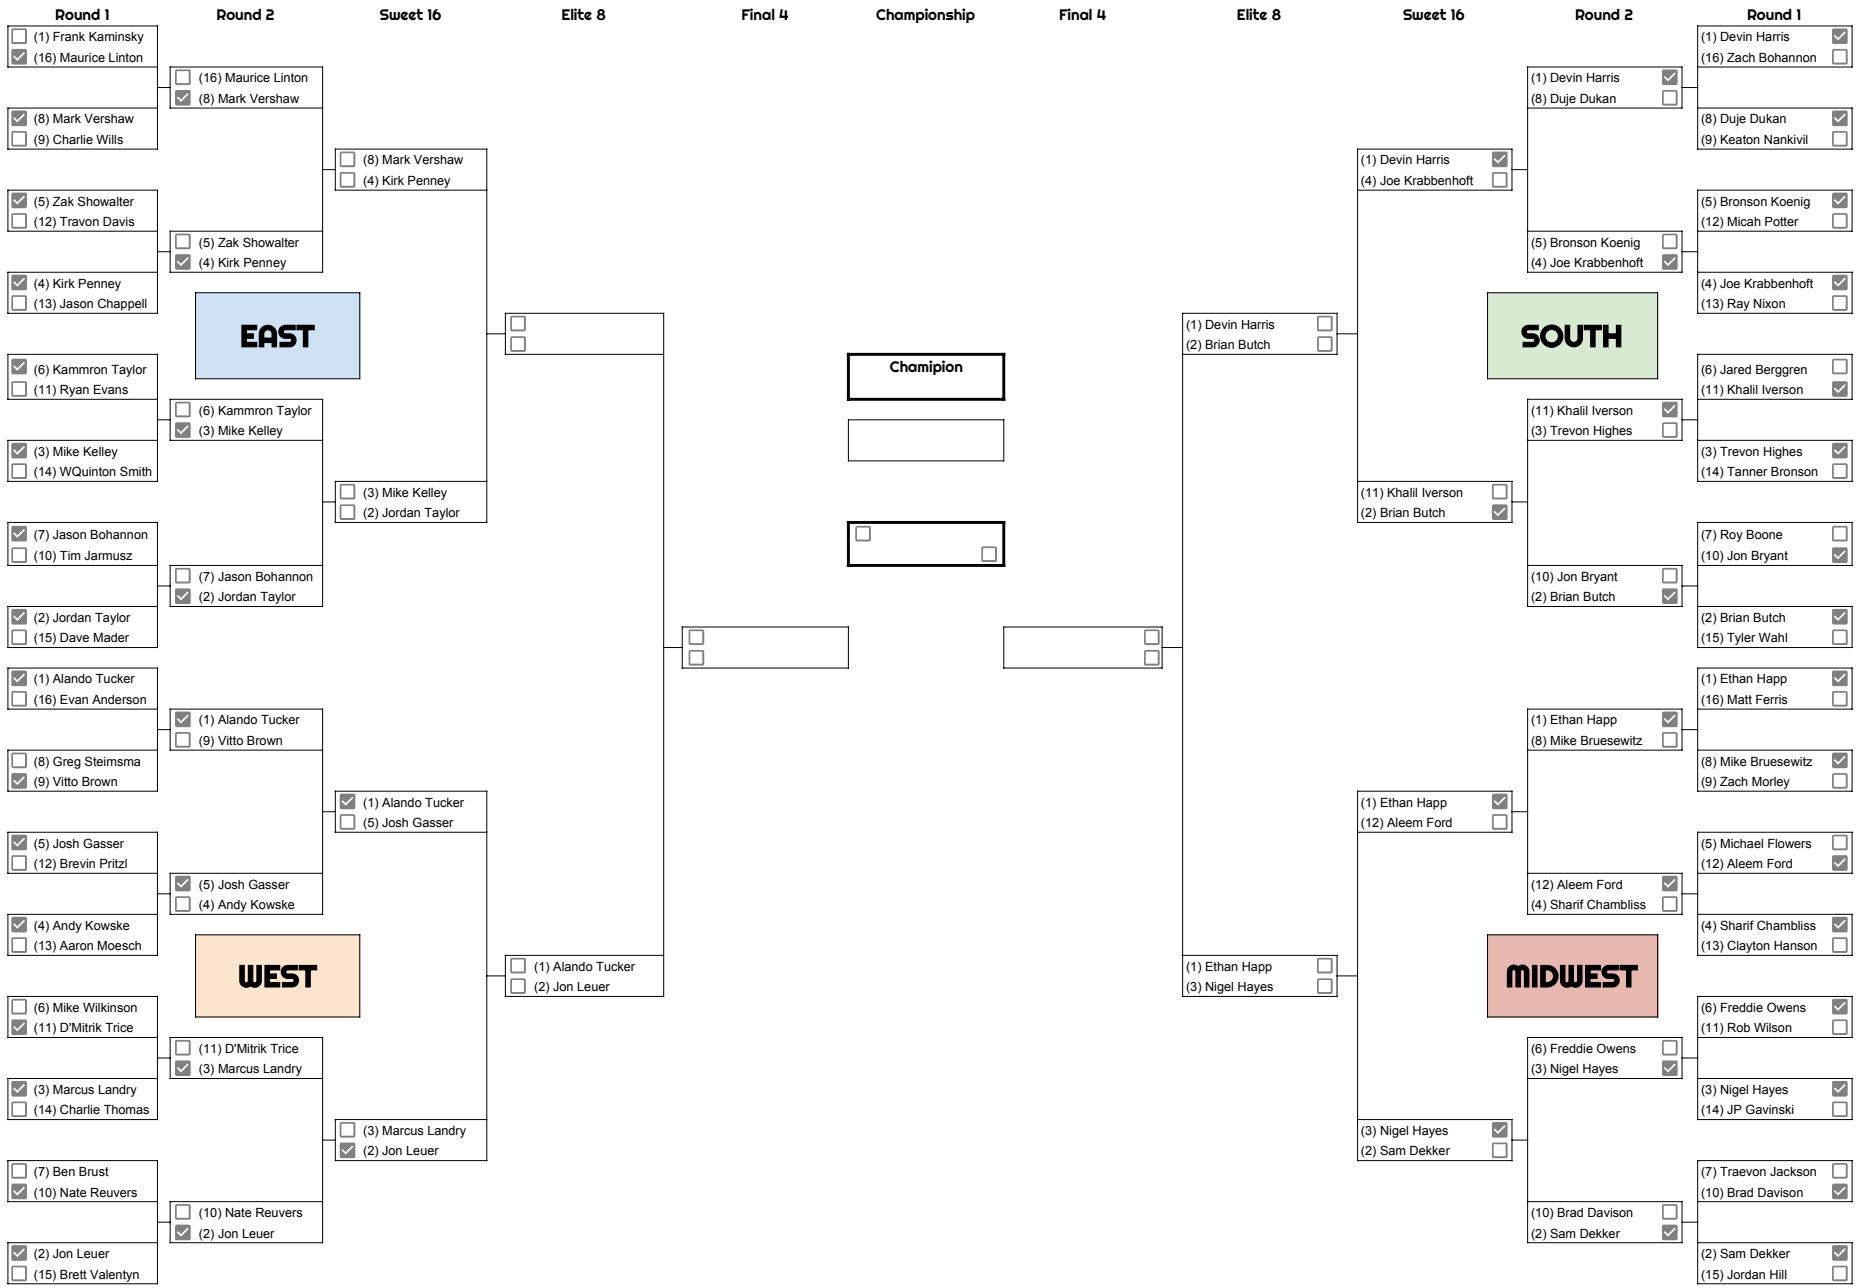 Round 1
Round 2
Sweet 16
Elite 8
Final 4
Championship
Final 4
Elite 8
Sweet 16
Round 2
Round 1
(1) Frank Kaminsky
(16) Maurice Linton
(8) Mark Vershaw
(9) Charlie Wills
(5) Zak Showalter
(12) Travon Davis
(4) Kirk Penney
(13) Jason Chappell
(6) Kammron Taylor
(11) Ryan Evans
(3) Mike Kelley
(14) WQuinton Smith
(7) Jason Bohannon
(10) Tim Jarmusz
(2) Jordan Taylor
(15) Dave Mader
(16) Maurice Linton
(8) Mark Vershaw
(5) Zak Showalter
(4) Kirk Penney
(6) Kammron Taylor
(3) Mike Kelley
(7) Jason Bohannon
(2) Jordan Taylor
(8) Mark Vershaw
(4) Kirk Penney
(3) Mike Kelley
(2) Jordan Taylor
EAST
(1) Alando Tucker
(16) Evan Anderson
(8) Greg Steimsma
(9) Vitto Brown
(5) Josh Gasser
(12) Brevin Pritzl
(4) Andy Kowske
(13) Aaron Moesch
(6) Mike Wilkinson
(11) D'Mitrik Trice
(3) Marcus Landry
(14) Charlie Thomas
(7) Ben Brust
(10) Nate Reuvers
(2) Jon Leuer
(15) Brett Valentyn
(1) Alando Tucker
(9) Vitto Brown
(5) Josh Gasser
(4) Andy Kowske
(11) D'Mitrik Trice
(3) Marcus Landry
(10) Nate Reuvers
(2) Jon Leuer
(1) Alando Tucker
(5) Josh Gasser
(3) Marcus Landry
(2) Jon Leuer
(1) Alando Tucker
(2) Jon Leuer
WEST
Chamipion
(1) Devin Harris
(2) Brian Butch
(1) Devin Harris
(4) Joe Krabbenhoft
(11) Khalil Iverson
(2) Brian Butch
(1) Devin Harris
(8) Duje Dukan
(5) Bronson Koenig
(4) Joe Krabbenhoft
(11) Khalil Iverson
(3) Trevon Highes
(10) Jon Bryant
(2) Brian Butch
SOUTH
(1) Devin Harris
(16) Zach Bohannon
(8) Duje Dukan
(9) Keaton Nankivil
(5) Bronson Koenig
(12) Micah Potter
(4) Joe Krabbenhoft
(13) Ray Nixon
(6) Jared Berggren
(11) Khalil Iverson
(3) Trevon Highes
(14) Tanner Bronson
(7) Roy Boone
(10) Jon Bryant
(2) Brian Butch
(15) Tyler Wahl
(1) Ethan Happ
(3) Nigel Hayes
(1) Ethan Happ
(12) Aleem Ford
(3) Nigel Hayes
(2) Sam Dekker
(1) Ethan Happ
(8) Mike Bruesewitz
(12) Aleem Ford
(4) Sharif Chambliss
(6) Freddie Owens
(3) Nigel Hayes
(10) Brad Davison
(2) Sam Dekker
MIDWEST
(1) Ethan Happ
(16) Matt Ferris
(8) Mike Bruesewitz
(9) Zach Morley
(5) Michael Flowers
(12) Aleem Ford
(4) Sharif Chambliss
(13) Clayton Hanson
(6) Freddie Owens
(11) Rob Wilson
(3) Nigel Hayes
(14) JP Gavinski
(7) Traevon Jackson
(10) Brad Davison
(2) Sam Dekker
(15) Jordan Hill